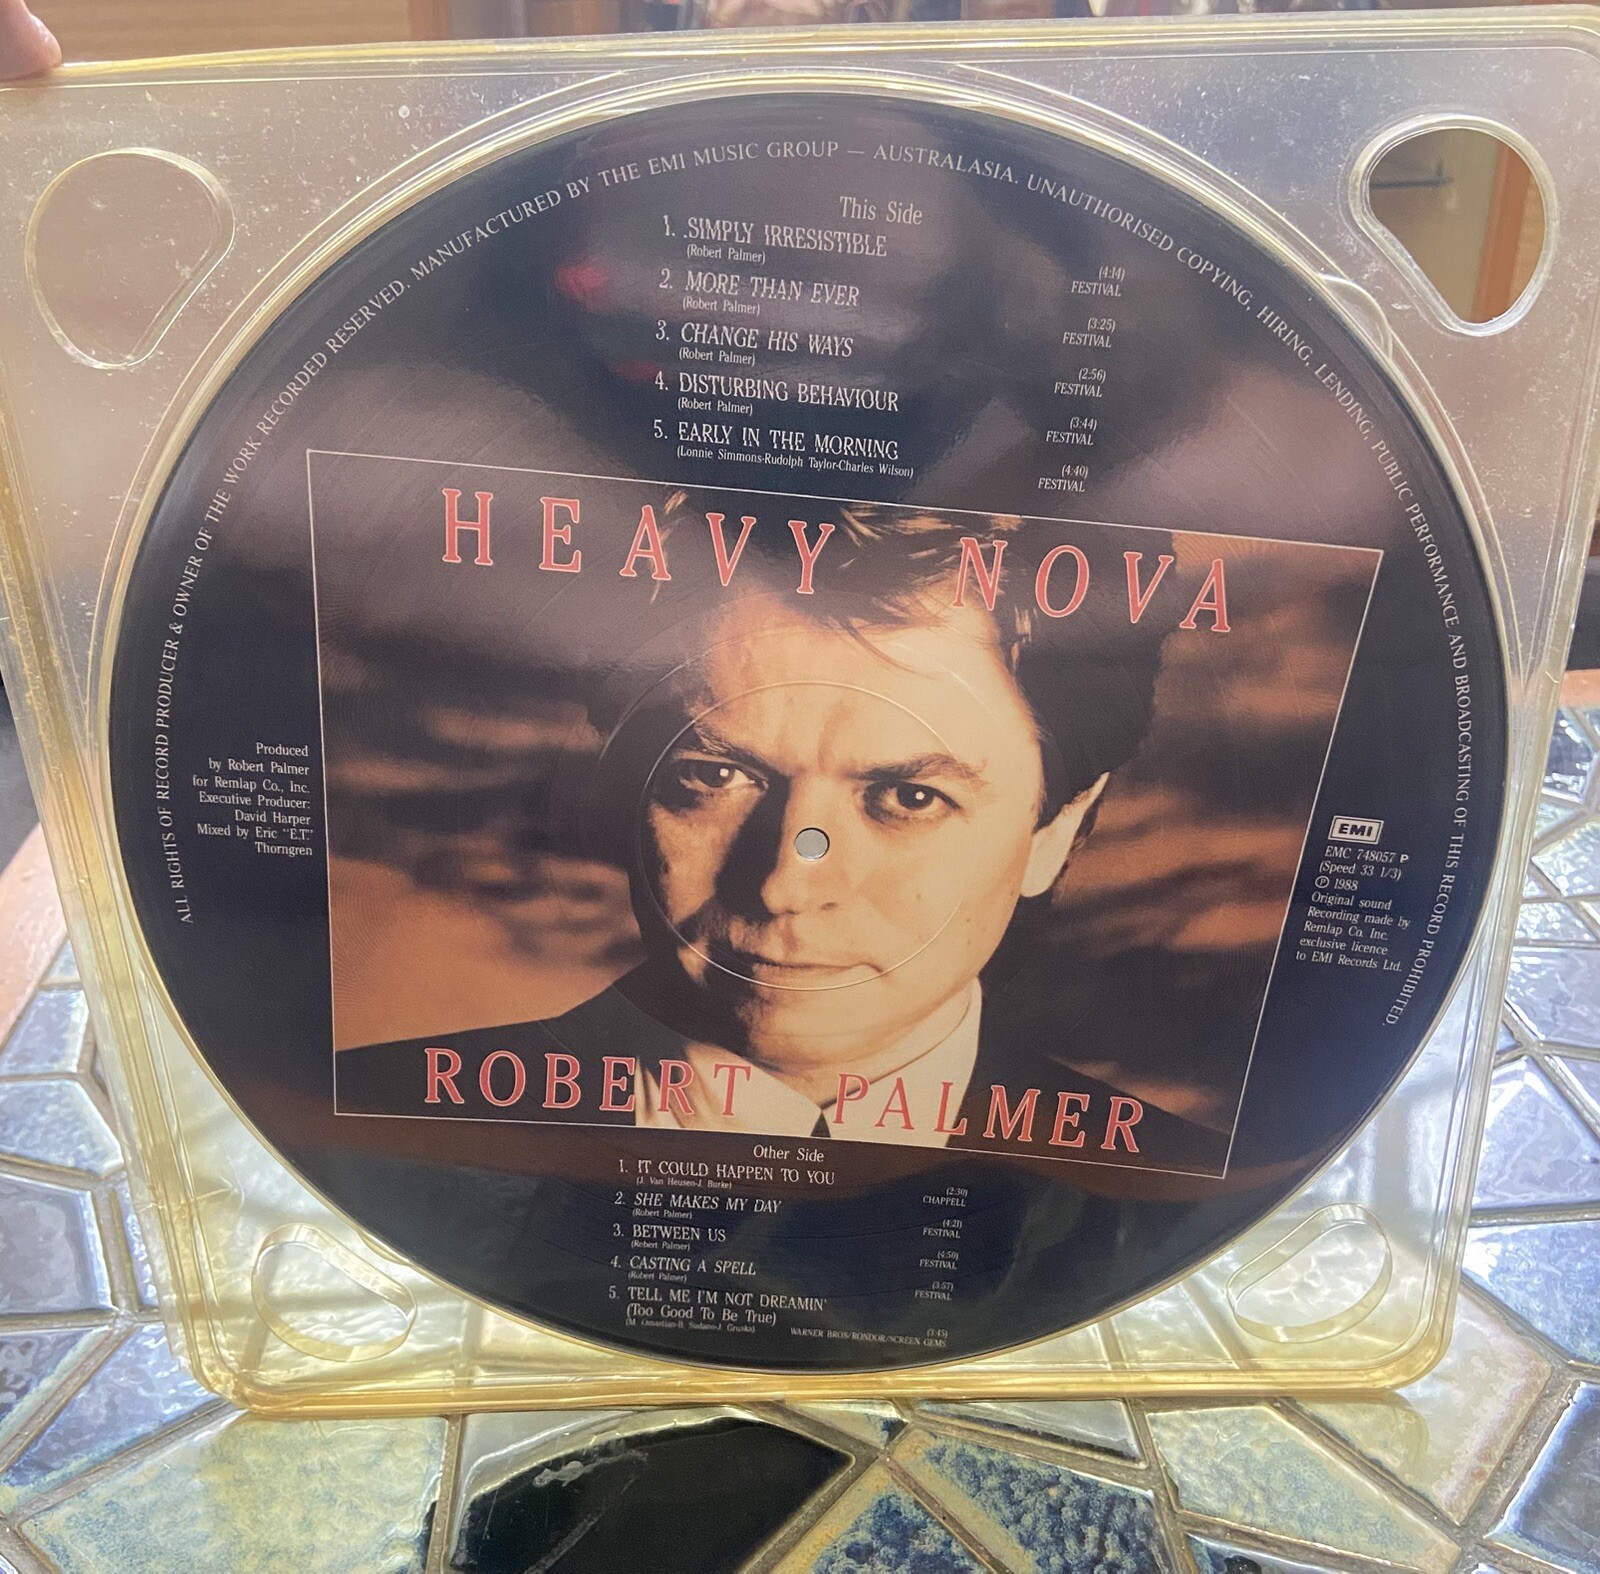 ALL RIGHTS OF RECORD PRODUCER & OWNER OF THE WORK RECORDED RESERVED. MANUFACTURED BY THE EMI MUSIC GROUP — AUSTRALASIA. UNAUTHORISED COPYING, HIRING, LENDING, PUBLIC PERFORMANCE AND BROADCASTING OF THIS RECORD PROHIBITED.
This Side
1. SIMPLY IRRESISTIBLE
(Robert Palmer)
(4:14)
FESTIVAL
2. MORE THAN EVER
(Robert Palmer)
(3:25)
FESTIVAL
3. CHANGE HIS WAYS
(Robert Palmer)
(2:56)
FESTIVAL
4. DISTURBING BEHAVIOUR
(Robert Palmer)
(3:44)
FESTIVAL
5. EARLY IN THE MORNING
(Lonnie Simmons-Rudolph Taylor-Charles Wilson)
(4:40)
FESTIVAL
HEAVY NOVA
Produced
by Robert Palmer
for Remlap Co., Inc.
Executive Producer:
David Harper
Mixed by Eric "E.T."
Thorngren
EMI
EMC 748057 P
(Speed 33 1/3)
℗ 1988
Original sound
Recording made by
Remlap Co. Inc.
exclusive licence
to EMI Records Ltd.
ROBERT PALMER
Other Side
1. IT COULD HAPPEN TO YOU
(J. Van Heusen-J. Burke)
(2:30)
CHAPPELL
2. SHE MAKES MY DAY
(Robert Palmer)
(4:21)
FESTIVAL
3. BETWEEN US
(Robert Palmer)
(4:50)
FESTIVAL
4. CASTING A SPELL
(Robert Palmer)
(3:57)
FESTIVAL
5. TELL ME I'M NOT DREAMIN'
(Too Good To Be True)
(M. Omartian-B. Sudano-J. Gruska)
(3:45)
WARNER BROS/RONDOR/SCREEN GEMS